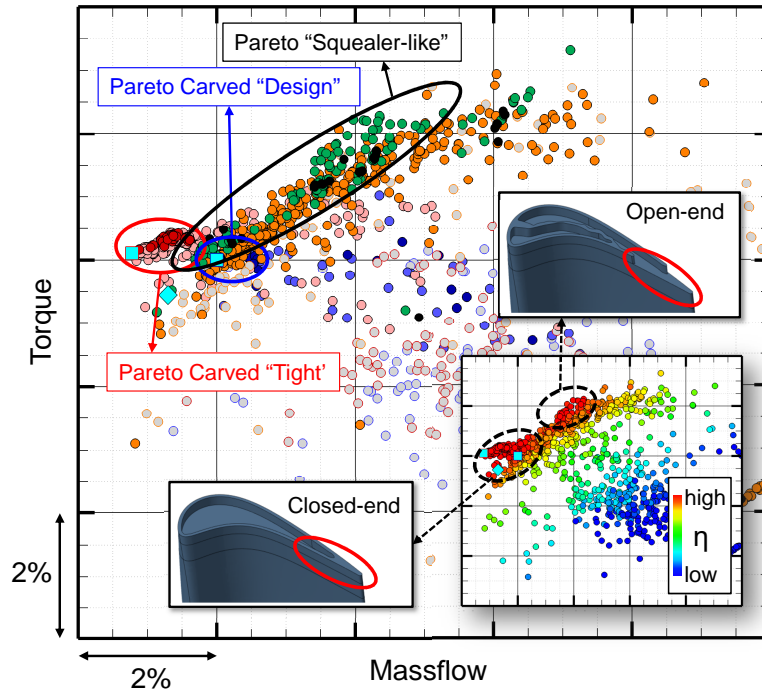 Pareto “Squealer-like”
Pareto Carved “Design”
Open-end
Torque
Pareto Carved “Tight‘
high
η
low
Closed-end
2%
2%
Massflow